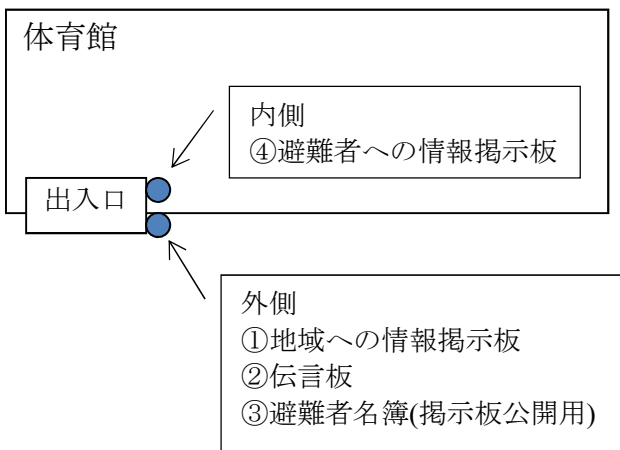 体育館
内側
④避難者への情報掲示板
出入口
外側
①地域への情報掲示板
②伝言板
③避難者名簿(掲示板公開用)